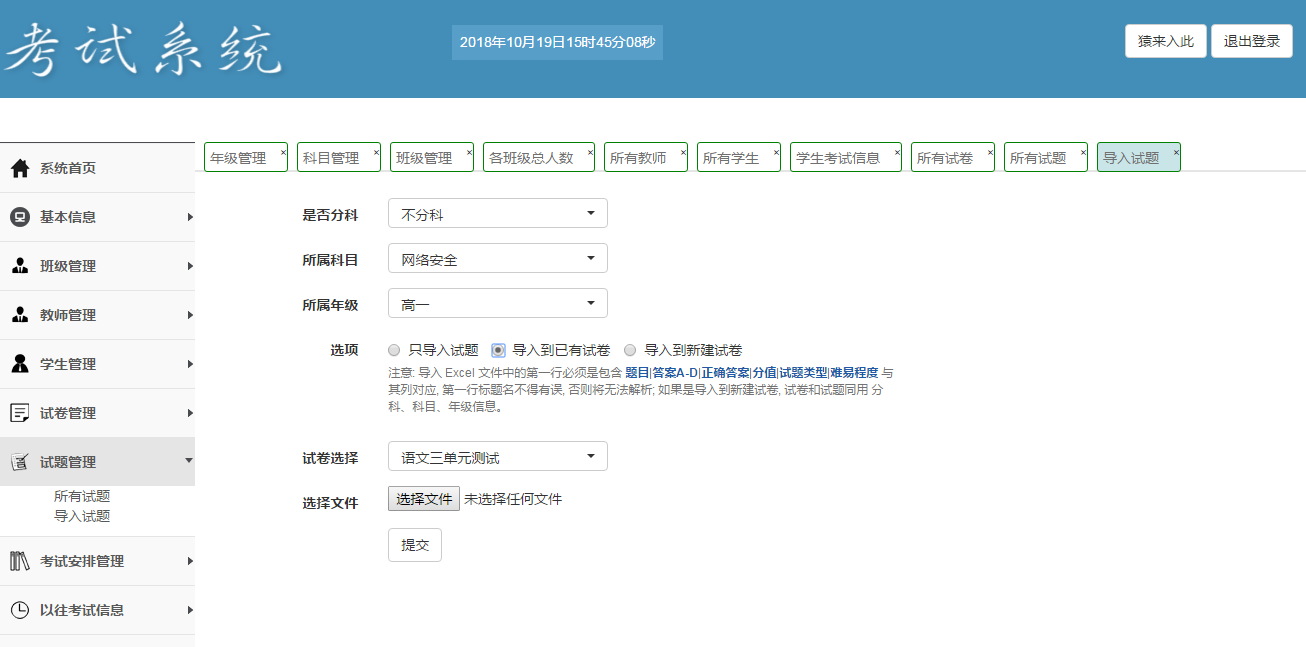 考试系统
2018年10月19日15时45分08秒
猿来入此
退出登录
系统首页
基本信息
班级管理
教师管理
学生管理
试卷管理
试题管理
所有试题
导入试题
考试安排管理
以往考试信息
年级管理 ×
科目管理 ×
班级管理 ×
各班级总人数 ×
所有教师 ×
所有学生 ×
学生考试信息 ×
所有试卷 ×
所有试题 ×
导入试题 ×
是否分科 不分科
所属科目 网络安全
所属年级 高一
选项 只导入试题 导入到已有试卷 导入到新建试卷
注意: 导入 Excel 文件中的第一行必须是包含 题目|答案A-D|正确答案|分值|试题类型|难易程度 与
其列对应, 第一行标题名不得有误, 否则将无法解析; 如果是导入到新建试卷, 试卷和试题同用 分
科、科目、年级信息。
试卷选择 语文三单元测试
选择文件 选择文件 未选择任何文件
提交